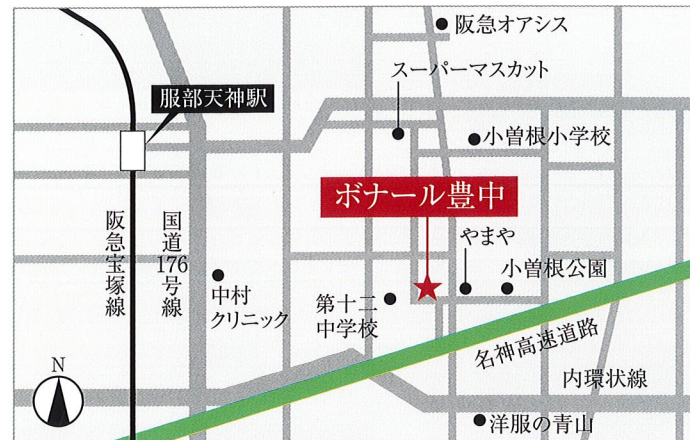 阪急オアシス
スーパーマスカット
服部天神駅
小曽根小学校
ボナール豊中
やまや
小曽根公園
阪急宝塚線
国道176号線
中村
クリニック
第十二
中学校
名神高速道路
内環状線
N
洋服の青山